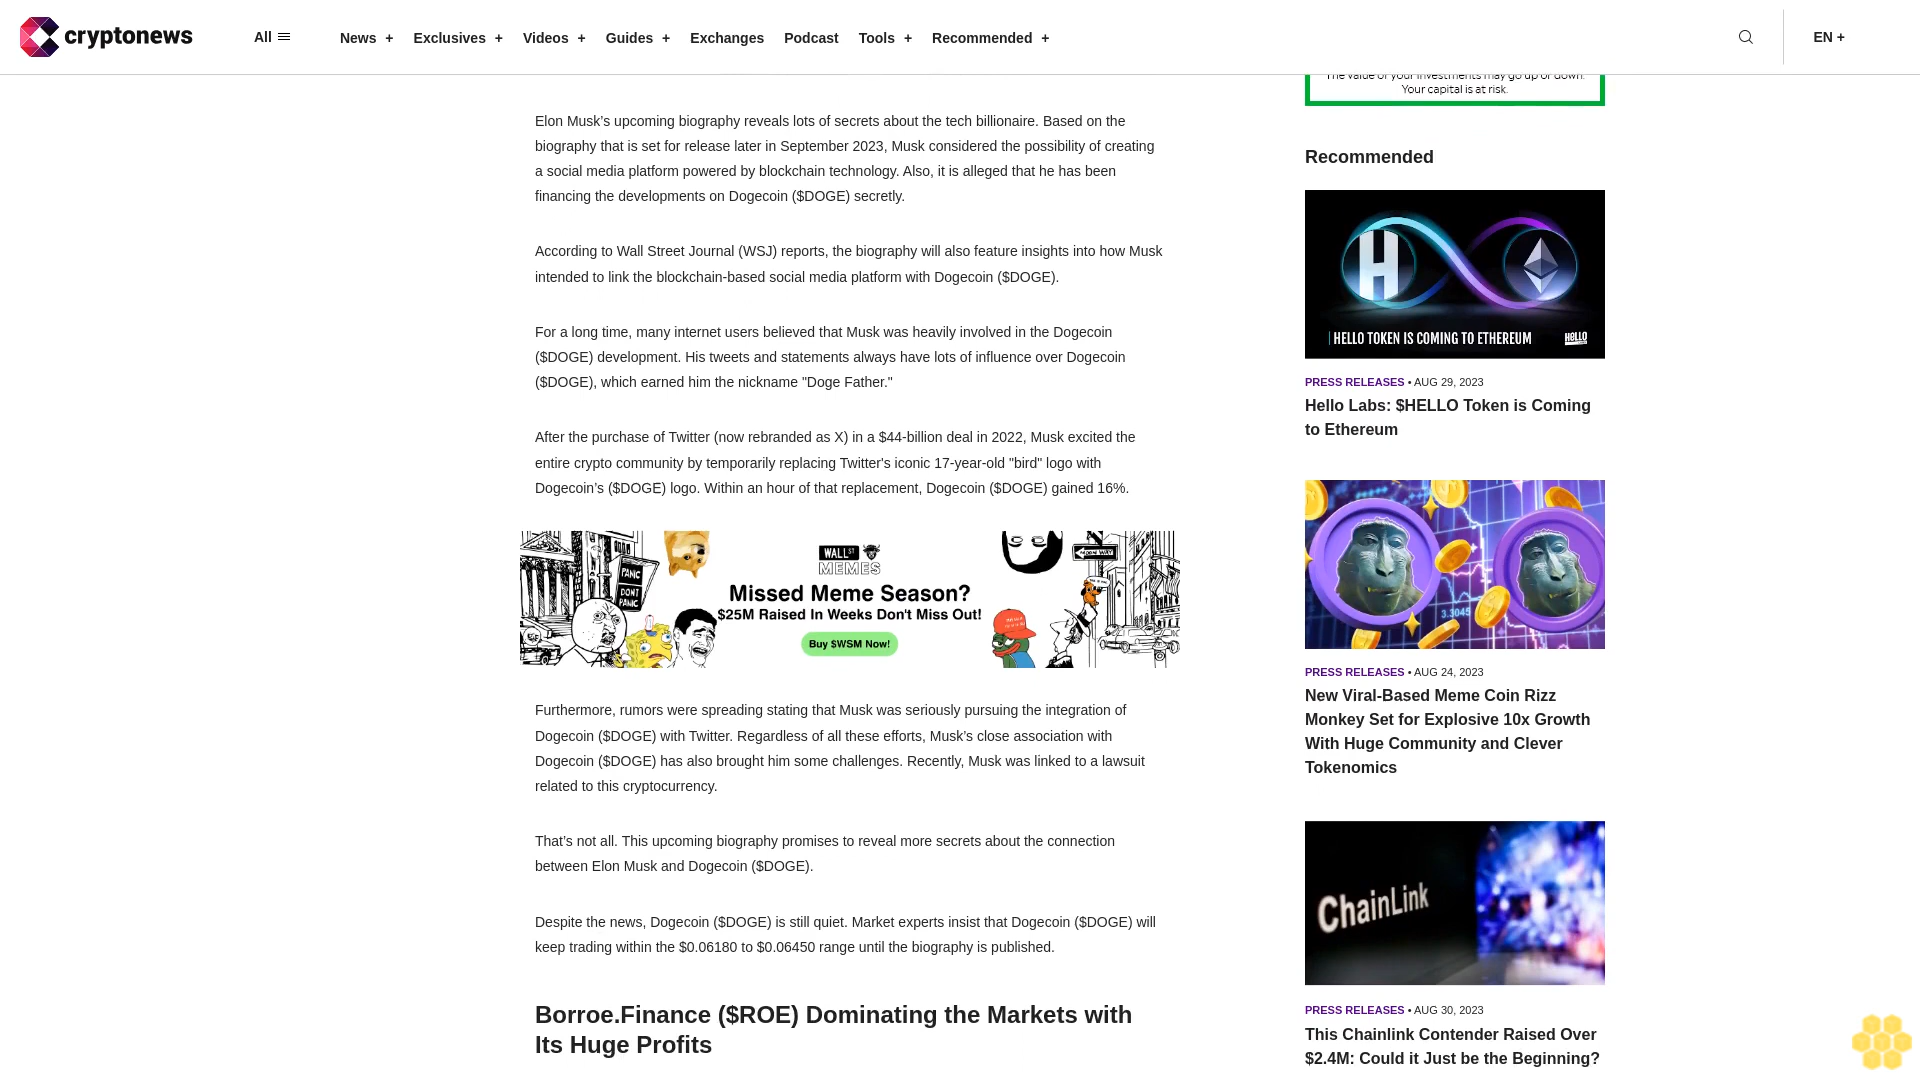 cryptonews
All
News + Exclusives + Videos + Guides + Exchanges Podcast Tools + Recommended +
EN +
Elon Musk’s upcoming biography reveals lots of secrets about the tech billionaire. Based on the
biography that is set for release later in September 2023, Musk considered the possibility of creating
a social media platform powered by blockchain technology. Also, it is alleged that he has been
financing the developments on Dogecoin ($DOGE) secretly.
According to Wall Street Journal (WSJ) reports, the biography will also feature insights into how Musk
intended to link the blockchain-based social media platform with Dogecoin ($DOGE).
For a long time, many internet users believed that Musk was heavily involved in the Dogecoin
($DOGE) development. His tweets and statements always have lots of influence over Dogecoin
($DOGE), which earned him the nickname "Doge Father."
After the purchase of Twitter (now rebranded as X) in a $44-billion deal in 2022, Musk excited the
entire crypto community by temporarily replacing Twitter's iconic 17-year-old "bird" logo with
Dogecoin’s ($DOGE) logo. Within an hour of that replacement, Dogecoin ($DOGE) gained 16%.
PANIC
DONT
PANIC
WALL ST
MEMES
Missed Meme Season?
$25M Raised In Weeks Don't Miss Out!
Buy $WSM Now!
Furthermore, rumors were spreading stating that Musk was seriously pursuing the integration of
Dogecoin ($DOGE) with Twitter. Regardless of all these efforts, Musk’s close association with
Dogecoin ($DOGE) has also brought him some challenges. Recently, Musk was linked to a lawsuit
related to this cryptocurrency.
That’s not all. This upcoming biography promises to reveal more secrets about the connection
between Elon Musk and Dogecoin ($DOGE).
Despite the news, Dogecoin ($DOGE) is still quiet. Market experts insist that Dogecoin ($DOGE) will
keep trading within the $0.06180 to $0.06450 range until the biography is published.
Borroe.Finance ($ROE) Dominating the Markets with
Its Huge Profits
The value of your investments may go up or down.
Your capital is at risk.
Recommended
H
HELLO TOKEN IS COMING TO ETHEREUM
HELLO
PRESS RELEASES • AUG 29, 2023
Hello Labs: $HELLO Token is Coming
to Ethereum
3.3045
PRESS RELEASES • AUG 24, 2023
New Viral-Based Meme Coin Rizz
Monkey Set for Explosive 10x Growth
With Huge Community and Clever
Tokenomics
ChainLink
PRESS RELEASES • AUG 30, 2023
This Chainlink Contender Raised Over
$2.4M: Could it Just be the Beginning?